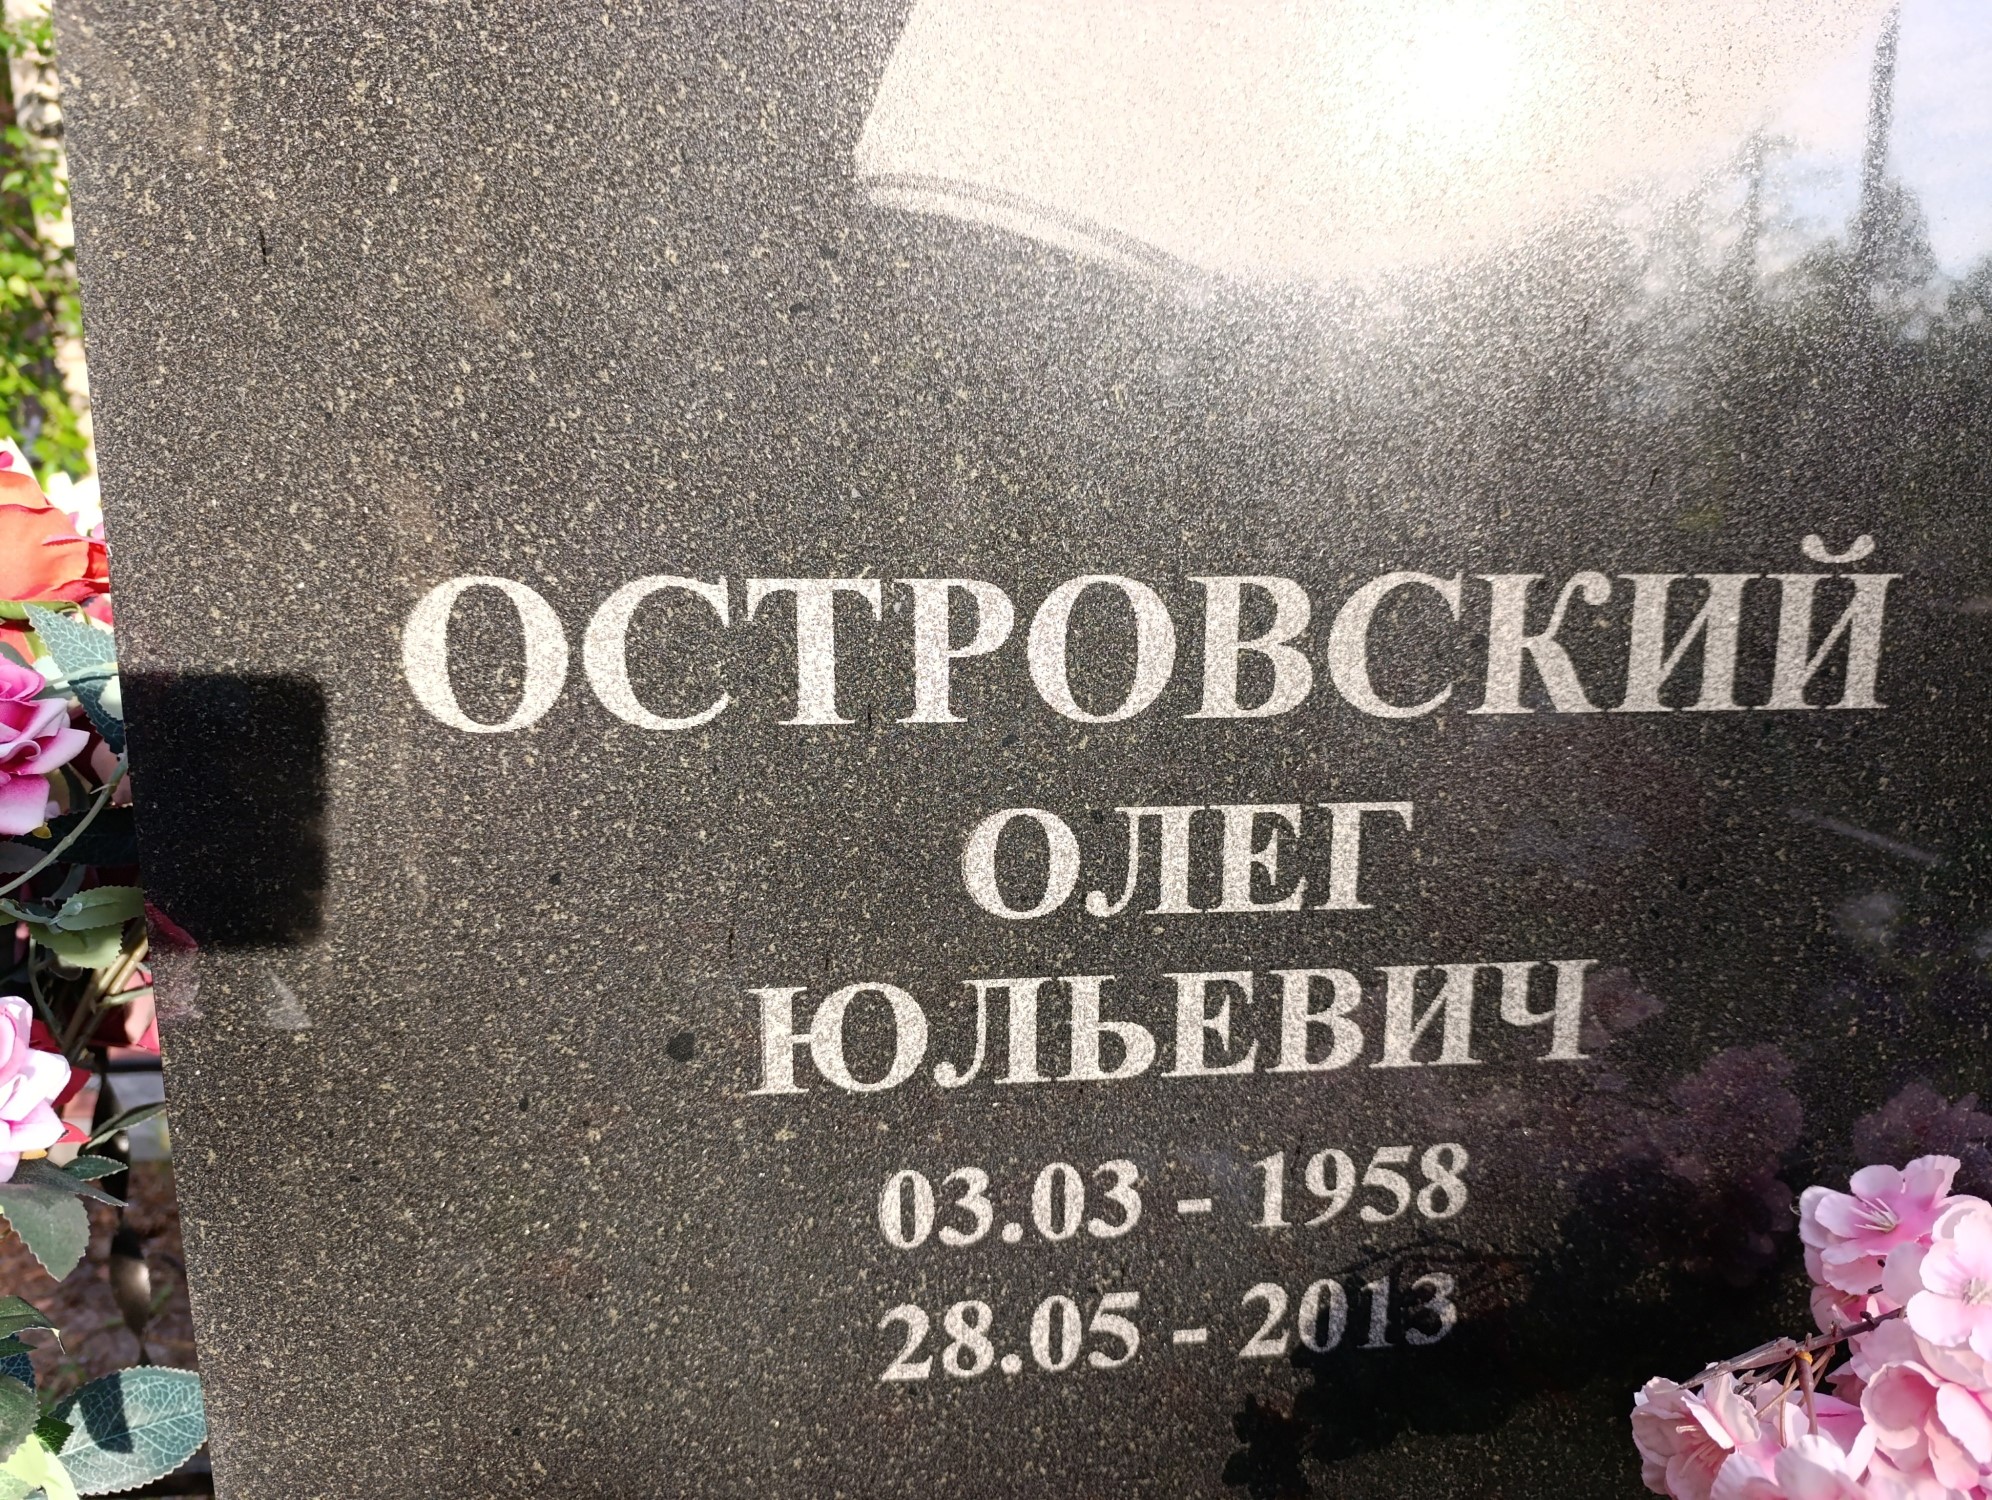 ОСТРОВСКИЙ
ОЛЕГ
ЮЛЬЕВИЧ
03.03 - 1958
28.05 - 2013